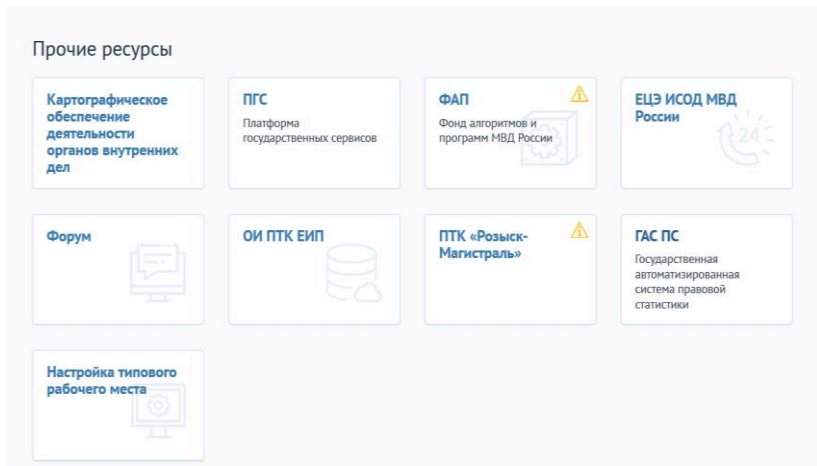 Прочие ресурсы
Картографическое
обеспечение
деятельности
органов внутренних
дел
ПГС
Платформа
государственных сервисов
ФАП
Фонд алгоритмов и
программ МВД России
ЕЦЭ ИСОД МВД
России
24
Форум
ОИ ПТК ЕИП
ПТК «Розыск-
Магистраль»
ГАС ПС
Государственная
автоматизированная
система правовой
статистики
Настройка типового
рабочего места